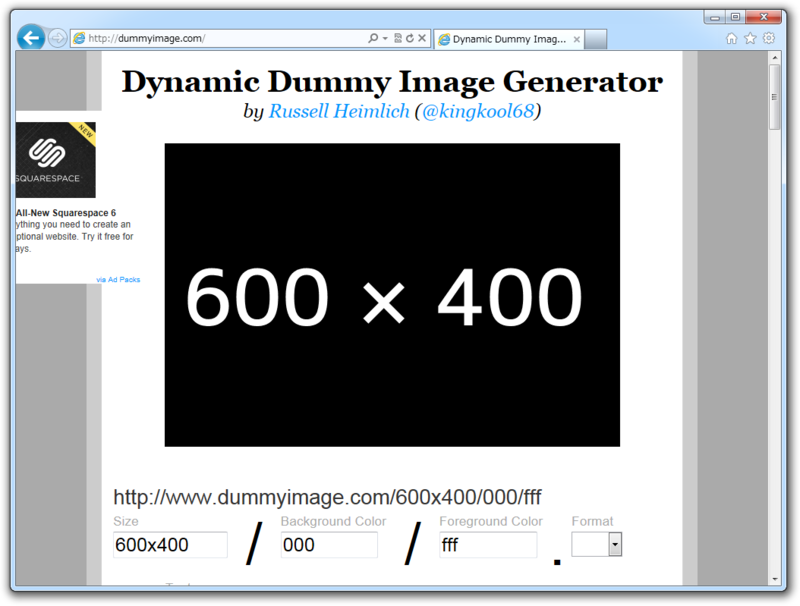 http://dummyimage.com/
Dynamic Dummy Imag...
Dynamic Dummy Image Generator
by Russell Heimlich (@kingkool68)
NEW
SQUARESPACE
All-New Squarespace 6
ything you need to create an
ptional website. Try it free for
ays.
via Ad Packs
600 × 400
http://www.dummyimage.com/600x400/000/fff
Size
Background Color
Foreground Color
Format
600x400 / 000 / fff .